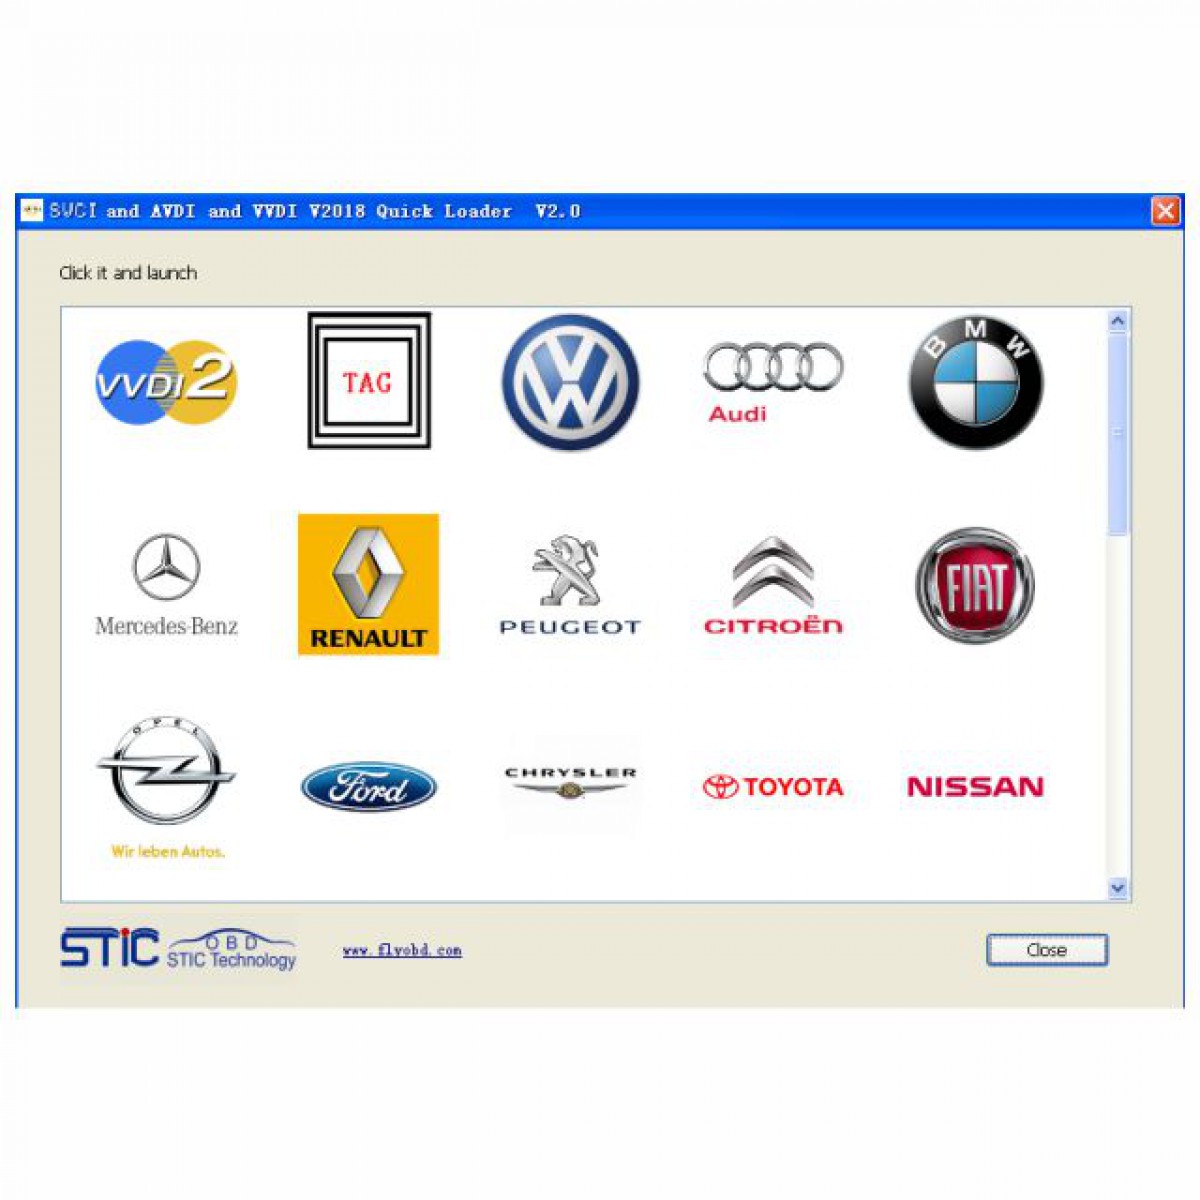 SVCI and AVDI and VVDI V2018 Quick Loader V2.0
Click it and launch
VVDI2
TAG
Audi
BMW
Mercedes-Benz
RENAULT
PEUGEOT
CITROËN
FIAT
OPEL
Wir leben Autos.
Ford
CHRYSLER
TOYOTA
NISSAN
STIC
OBD
STIC Technology
www.flyobd.com
Close